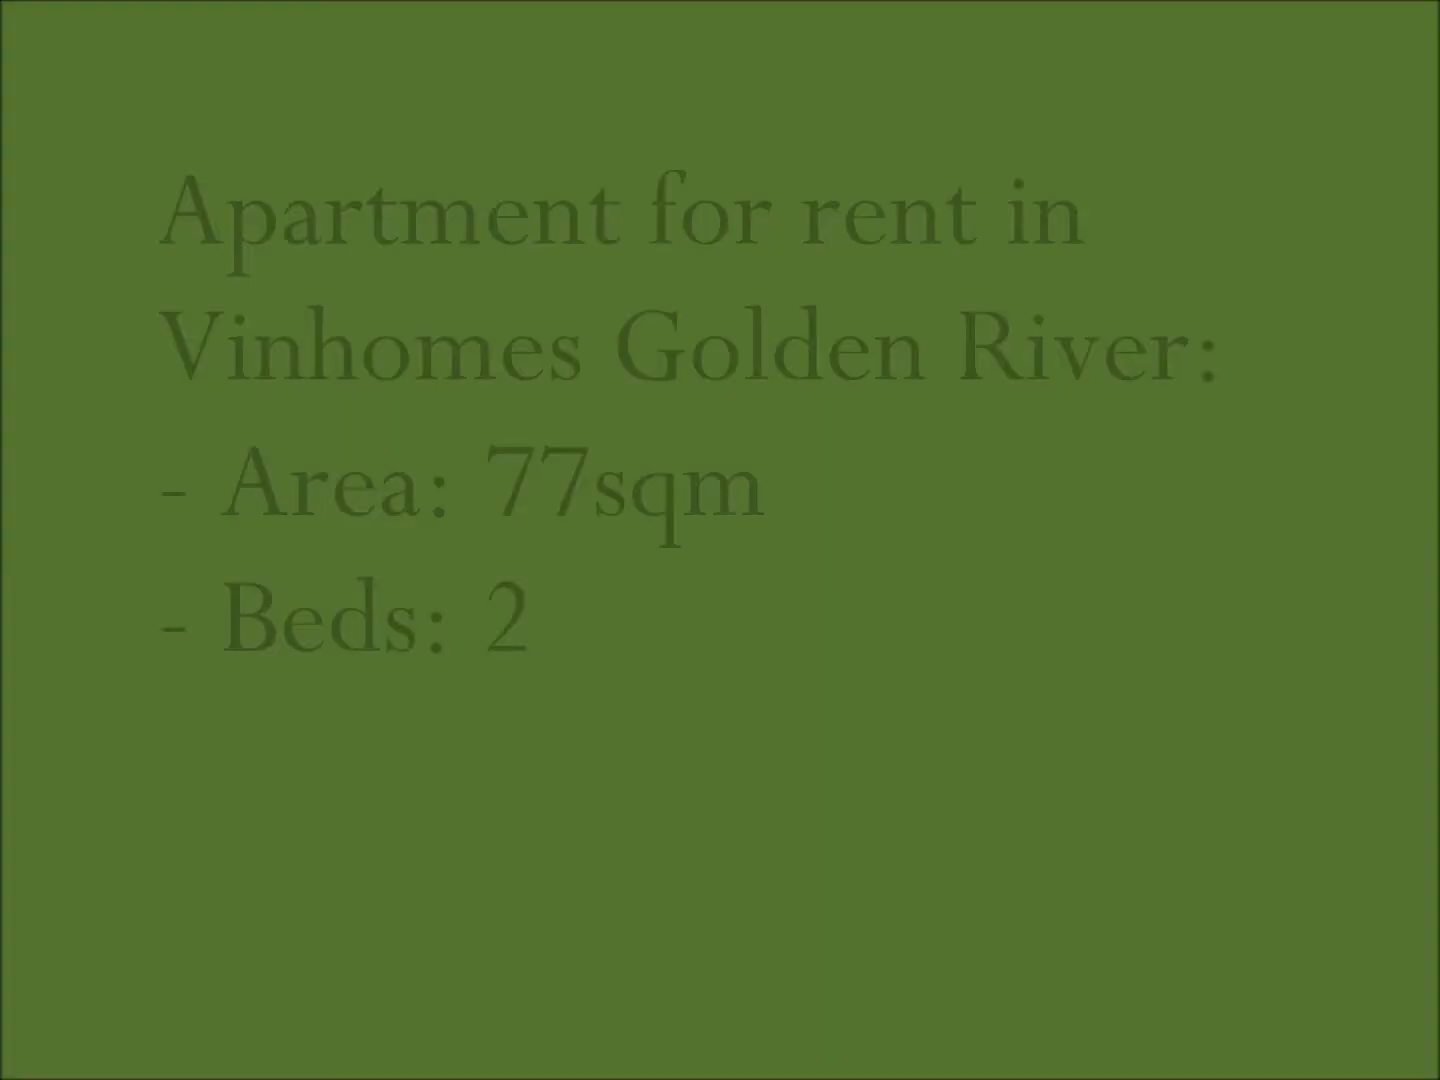 Apartment for rent in
Vinhomes Golden River:
- Area: 77sqm
- Beds: 2